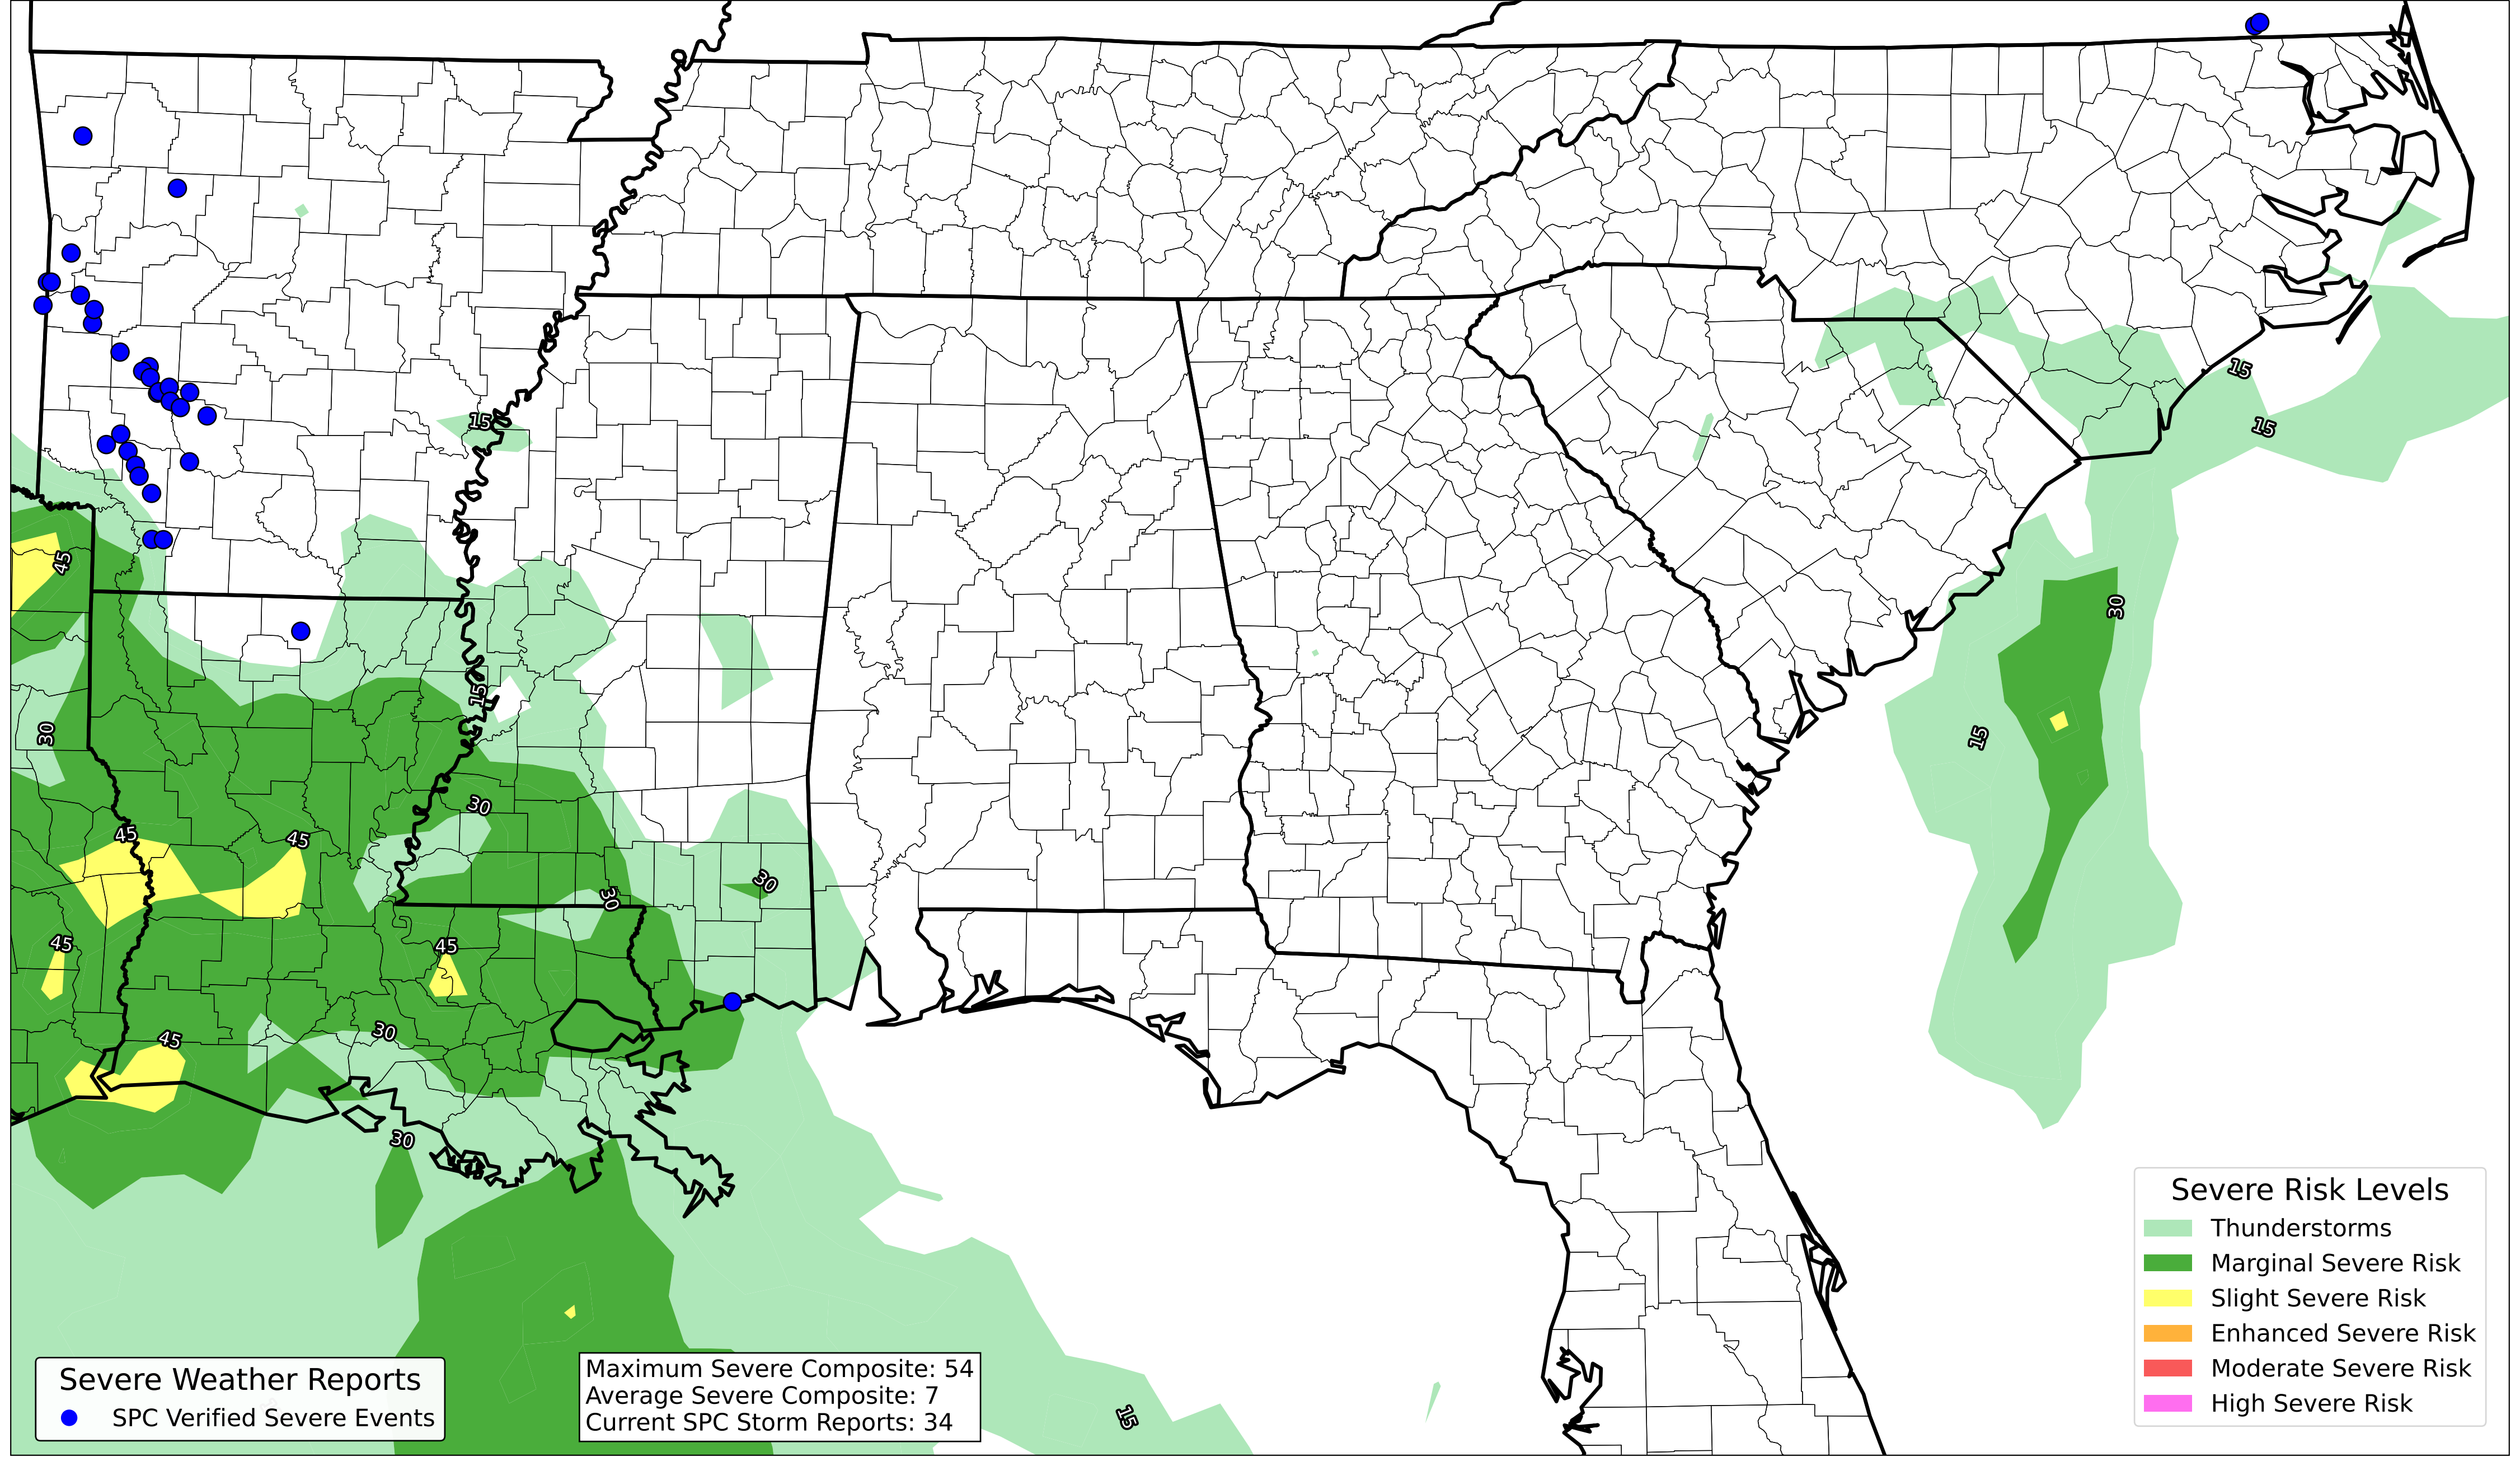 15
15
15
45
30
15
30
15
30
45
45
30
30
45
45
45
30
30
15
Severe Risk Levels
Thunderstorms
Marginal Severe Risk
Slight Severe Risk
Enhanced Severe Risk
Moderate Severe Risk
High Severe Risk
Severe Weather Reports
SPC Verified Severe Events
Maximum Severe Composite: 54
Average Severe Composite: 7
Current SPC Storm Reports: 34